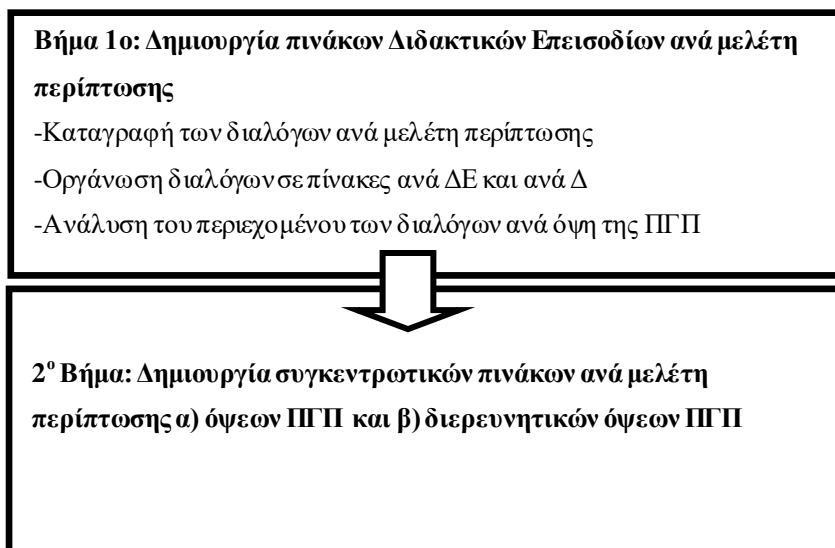 Βήμα 1ο: Δημιουργία πινάκων Διδακτικών Επεισοδίων ανά μελέτη
περίπτωσης
-Καταγραφή των διαλόγων ανά μελέτη περίπτωσης
-Οργάνωση διαλόγων σε πίνακες ανά ΔΕ και ανά Δ
-Ανάλυση του περιεχομένου των διαλόγων ανά όψη της ΠΓΠ
2ο Βήμα: Δημιουργία συγκεντρωτικών πινάκων ανά μελέτη
περίπτωσης α) όψεων ΠΓΠ και β) διερευνητικών όψεων ΠΓΠ